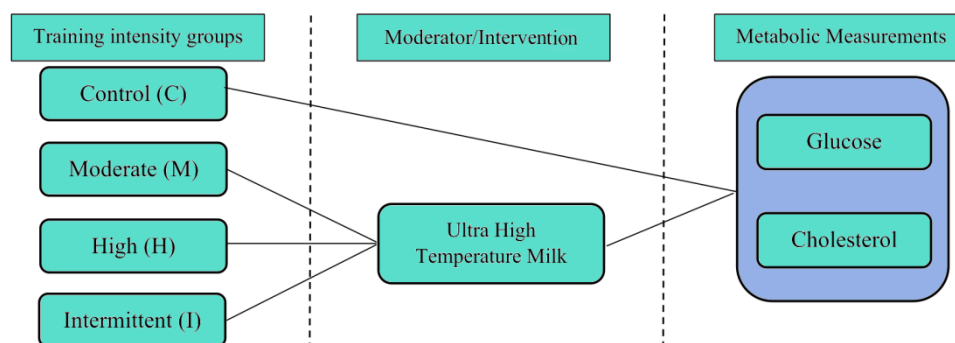 Training intensity groups
Moderator/Intervention
Metabolic Measurements
Control (C)
Moderate (M)
High (H)
Intermittent (I)
Ultra High
Temperature Milk
Glucose
Cholesterol